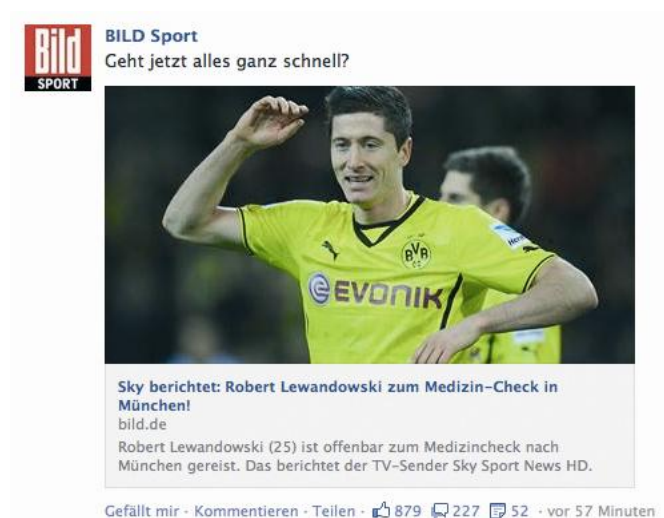 Bild
SPORT
BILD Sport
Geht jetzt alles ganz schnell?
BVB
09
EVONIK
Sky berichtet: Robert Lewandowski zum Medizin-Check in
München!
bild.de
Robert Lewandowski (25) ist offenbar zum Medizincheck nach
München gereist. Das berichtet der TV-Sender Sky Sport News HD.
Gefällt mir · Kommentieren · Teilen · 879 227 52 · vor 57 Minuten